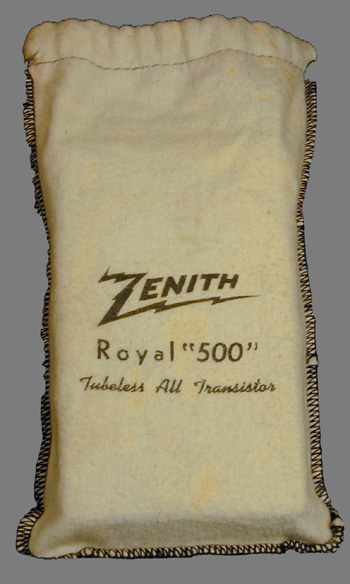 ZENITH
Royal "500"
Tubeless All Transistor